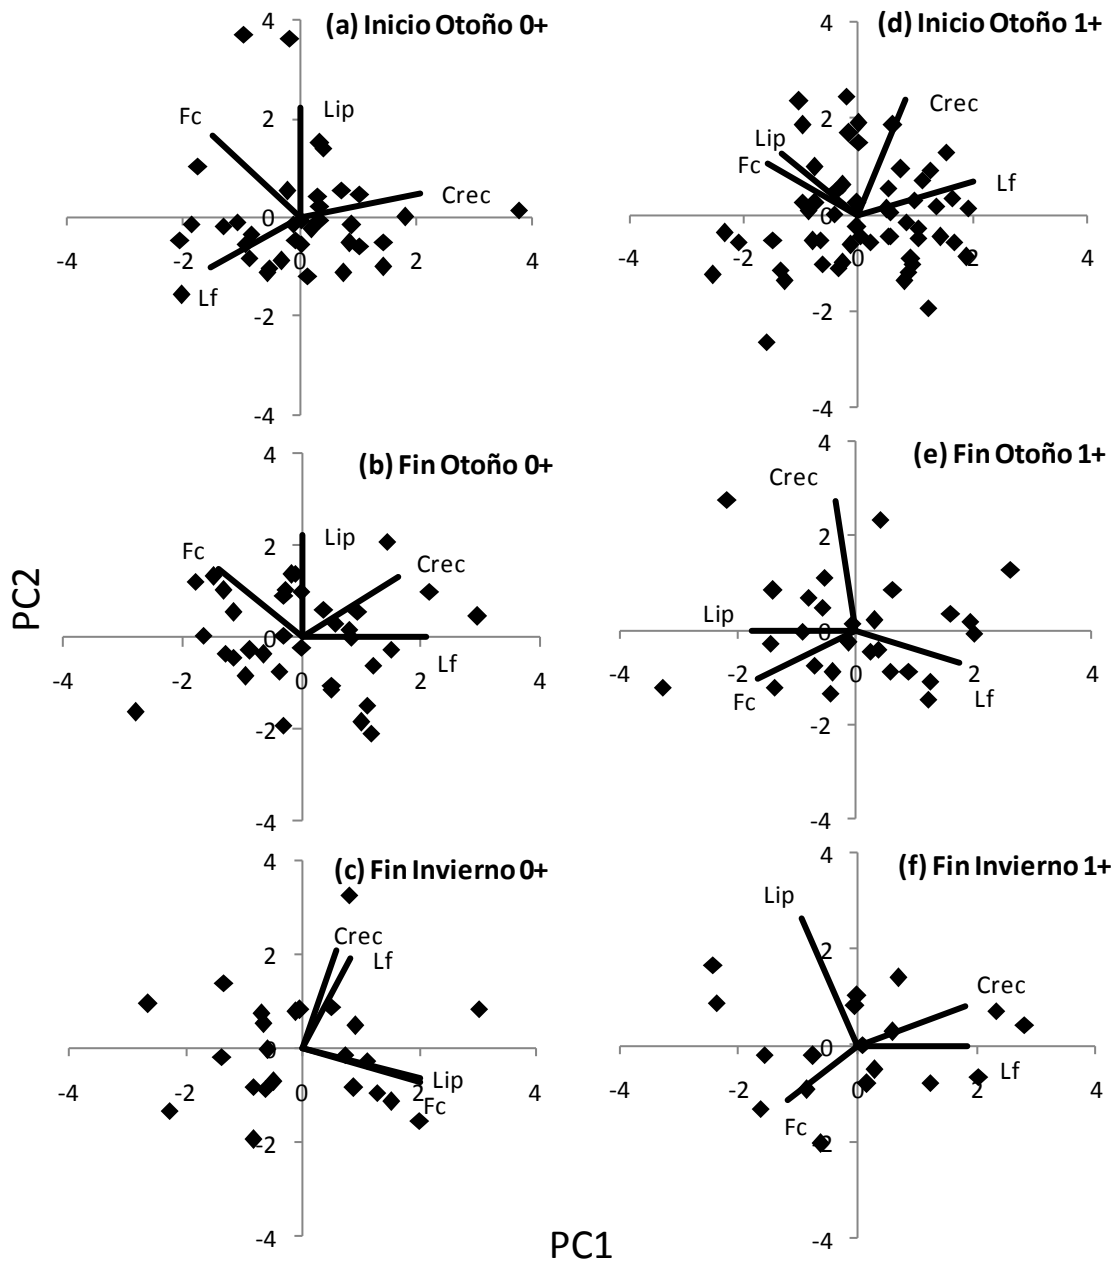 (a) Inicio Otoño 0+
4
2
0
-2
-4
-4
-2
0
2
4
Fc
Lip
Crec
Lf
(d) Inicio Otoño 1+
4
2
0
-2
-4
-4
-2
0
2
4
Crec
Lip
Fc
Lf
(b) Fin Otoño 0+
4
2
0
-2
-4
-4
-2
0
2
4
Fc
Lip
Crec
Lf
(e) Fin Otoño 1+
4
2
0
-2
-4
-4
-2
0
2
4
Crec
Lip
Fc
Lf
PC2
(c) Fin Invierno 0+
4
2
0
-2
-4
-4
-2
0
2
4
Crec
Lf
Lip
Fc
(f) Fin Invierno 1+
4
2
0
-2
-4
-4
-2
0
2
4
Lip
Crec
Lf
Fc
PC1